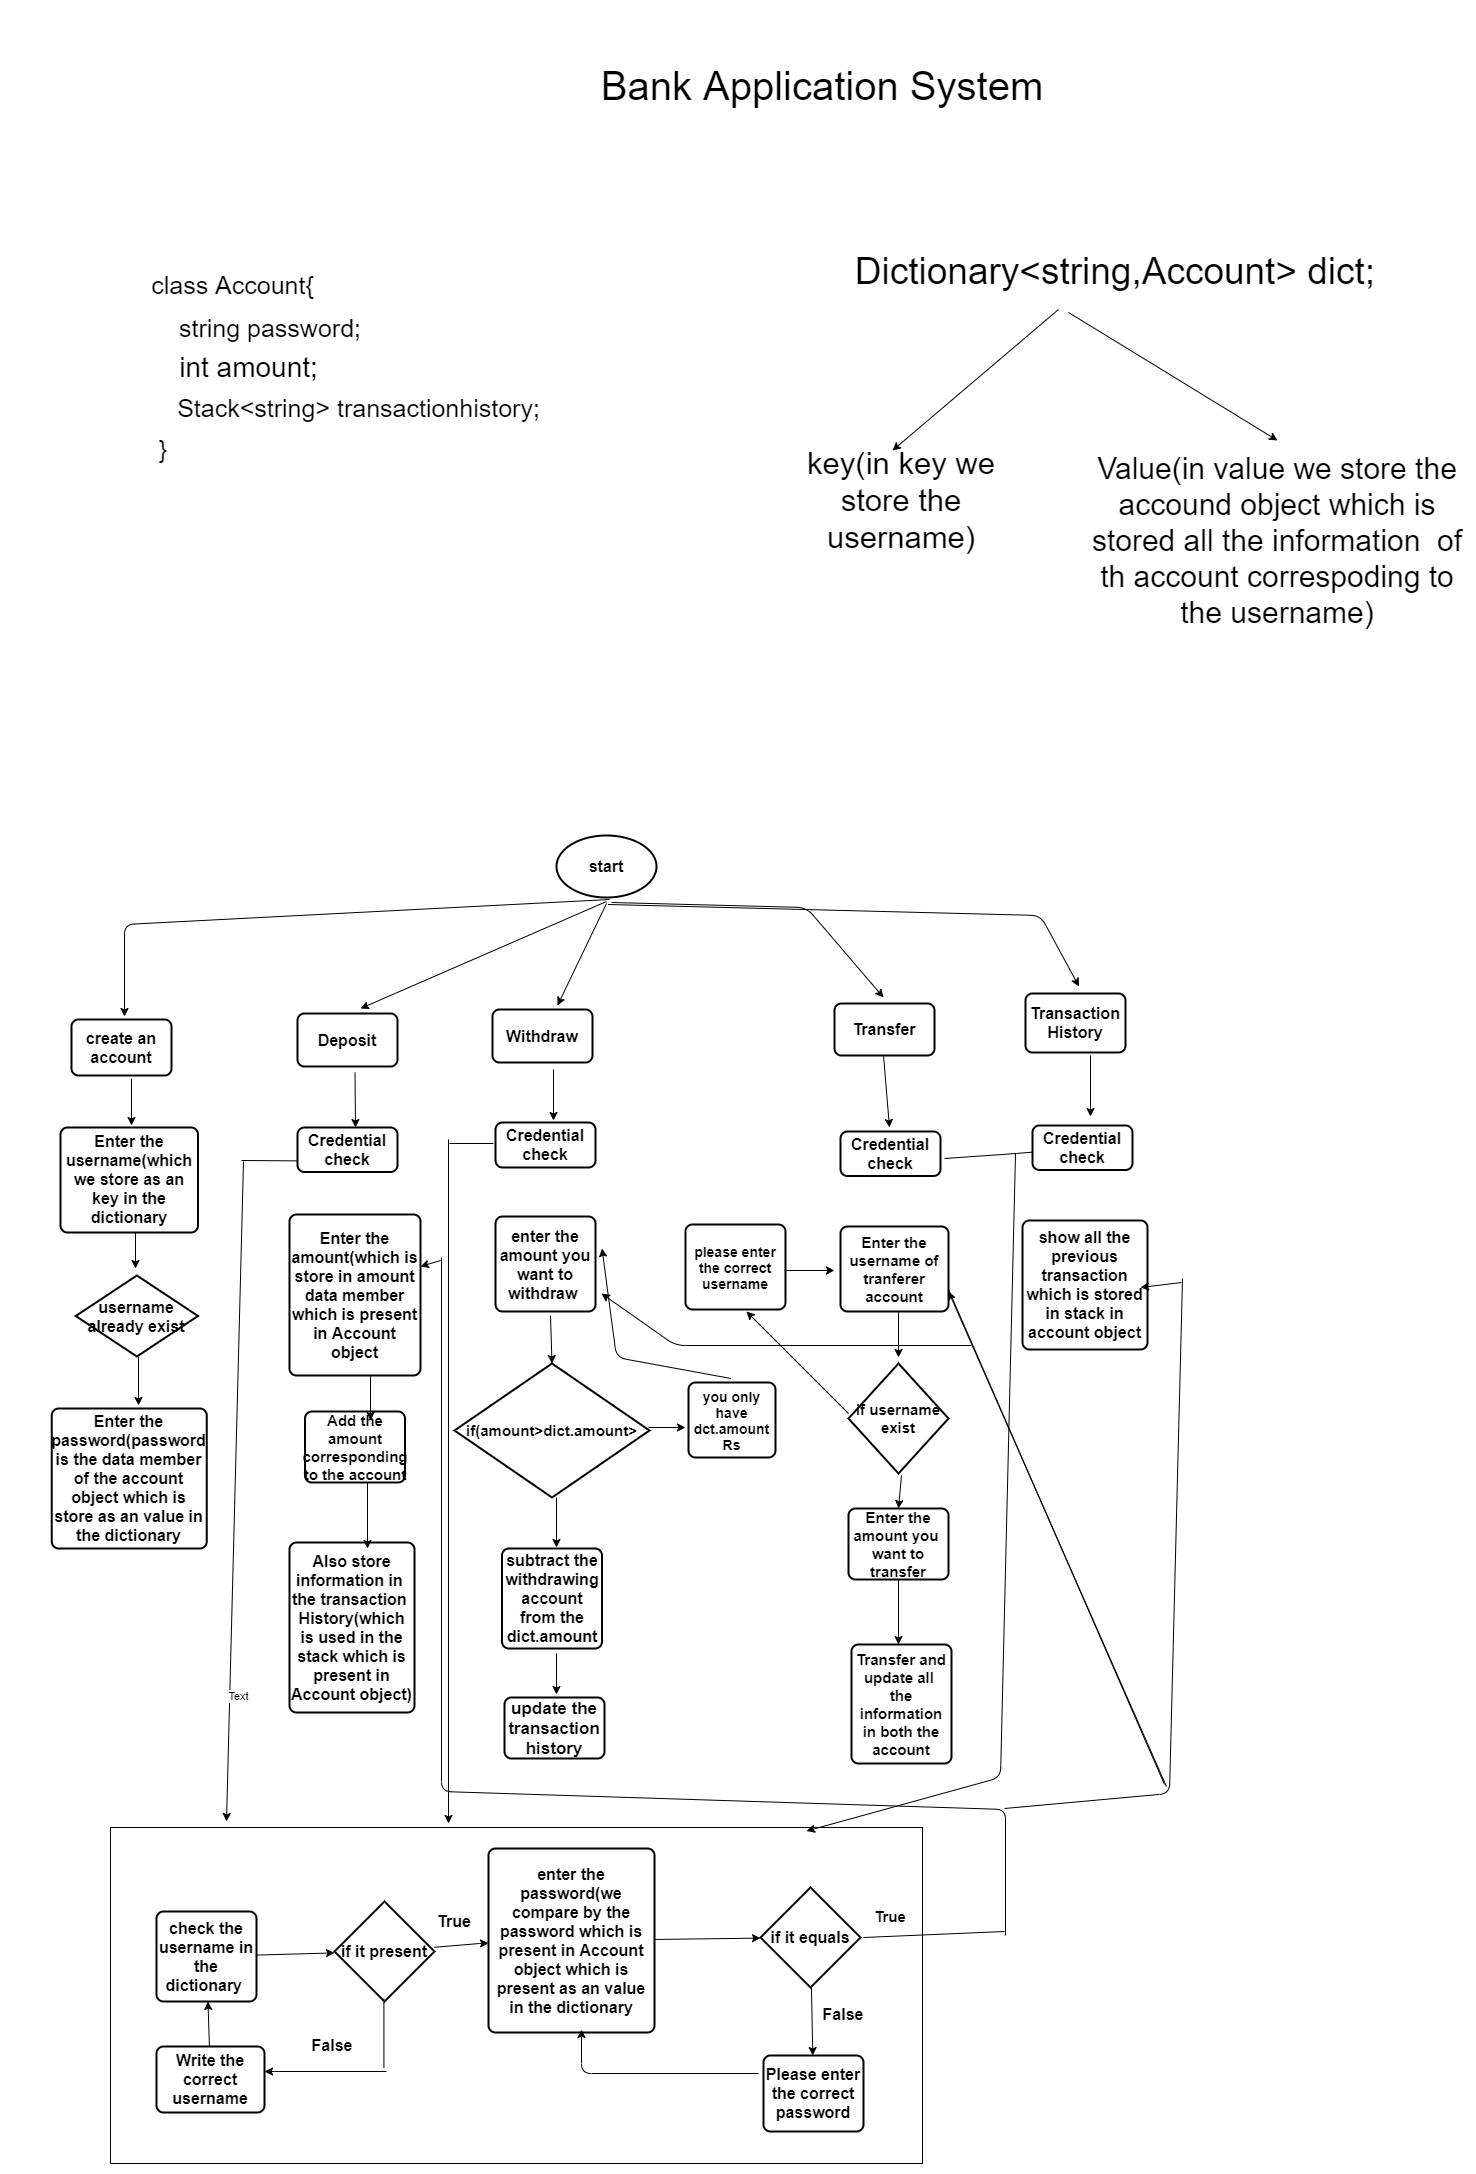 Bank Application System
class Account{
string password;
int amount;
Stack<string> transactionhistory;
}
Dictionary<string,Account> dict;
key(in key we
store the
username)
Value(in value we store the
accound object which is
stored all the information  of
th account correspoding to
the username)
start
create an
account
Deposit
Withdraw
Transfer
Transaction
History
Enter the
username(which
we store as an
key in the
dictionary
Credential
check
Credential
check
Credential
check
Credential
check
username
already exist
Enter the
password(password
is the data member
of the account
object which is
store as an value in
the dictionary
Enter the
amount(which is
store in amount
data member
which is present
in Account
object
Add the
amount
corresponding
to the account
Also store
information in
the transaction
History(which
is used in the
stack which is
present in
Account object)
enter the
amount you
want to
withdraw
if(amount>dict.amount>
you only
have
dct.amount
Rs
subtract the
withdrawing
account
from the
dict.amount
update the
transaction
history
please enter
the correct
username
Enter the
username of
tranferer
account
if username
exist
Enter the
amount you
want to
transfer
Transfer and
update all
the
information
in both the
account
show all the
previous
transaction
which is stored
in stack in
account object
Text
check the
username in
the
dictionary
if it present
True
False
Write the
correct
username
enter the
password(we
compare by the
password which is
present in Account
object which is
present as an value
in the dictionary
if it equals
True
False
Please enter
the correct
password